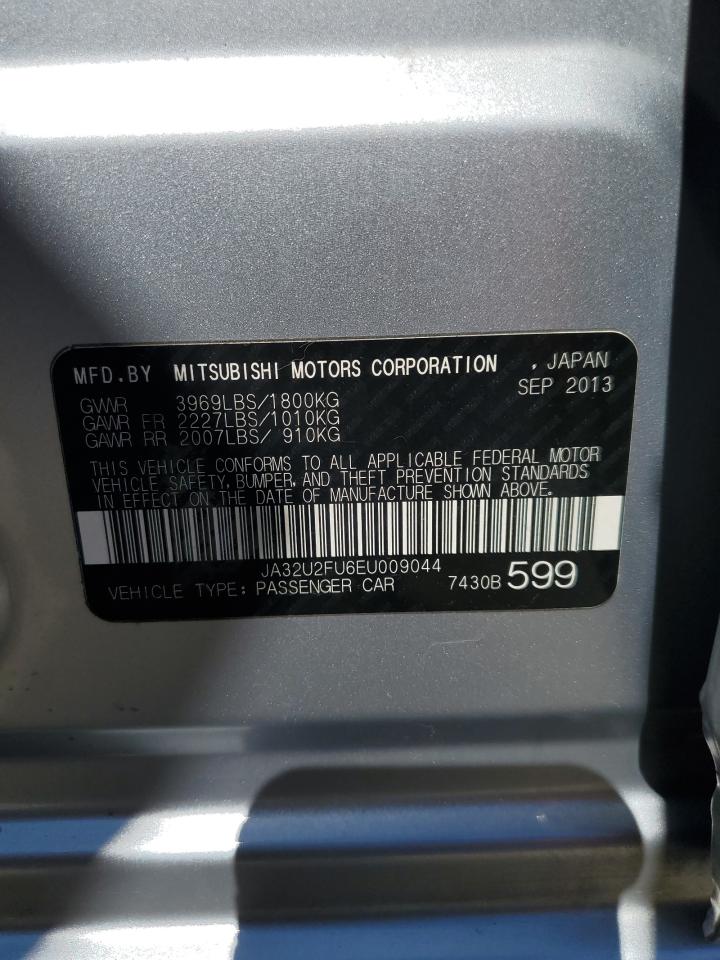 MFD.BY MITSUBISHI MOTORS CORPORATION , JAPAN
SEP 2013
GVWR 3969LBS/1800KG
GAWR FR 2227LBS/1010KG
GAWR RR 2007LBS/ 910KG
THIS VEHICLE CONFORMS TO ALL APPLICABLE FEDERAL MOTOR
VEHICLE SAFETY, BUMPER, AND THEFT PREVENTION STANDARDS
IN EFFECT ON THE DATE OF MANUFACTURE SHOWN ABOVE.
JA32U2FU6EU009044
VEHICLE TYPE: PASSENGER CAR 7430B 599